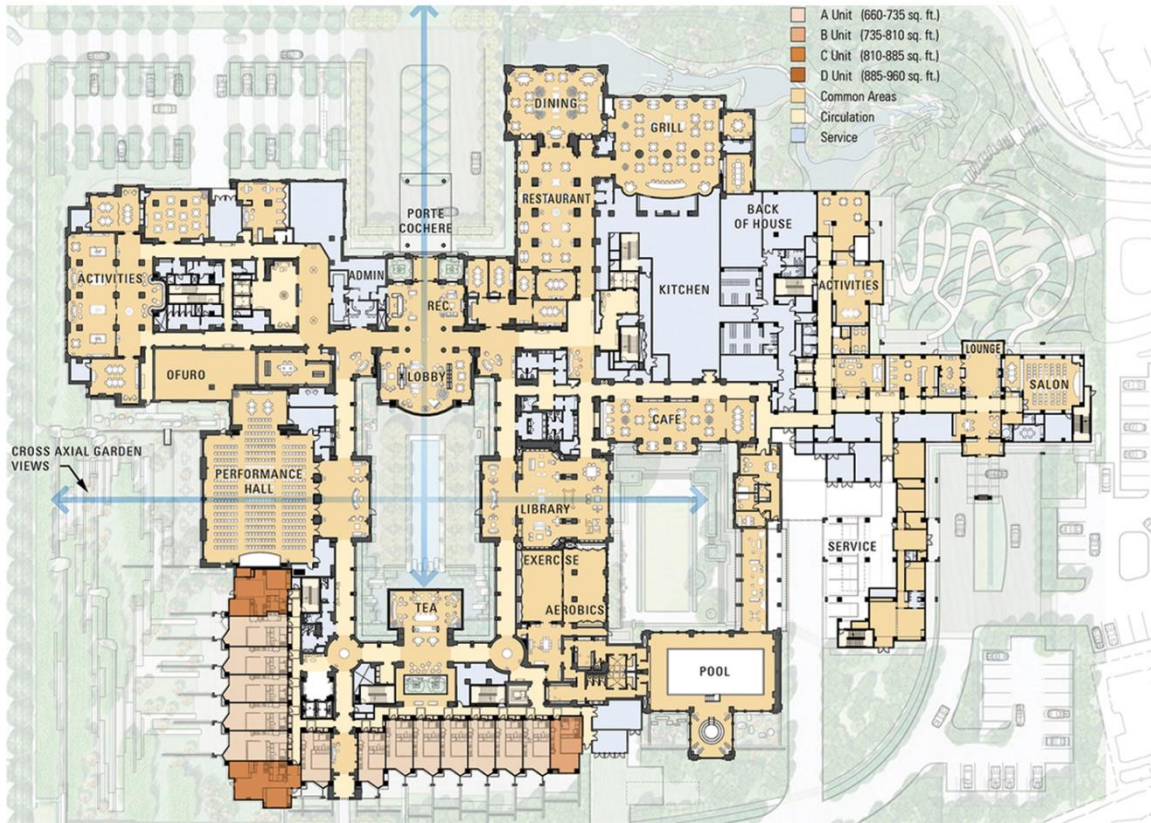 A Unit (660-735 sq. ft.)
B Unit (735-810 sq. ft.)
C Unit (810-885 sq. ft.)
D Unit (885-960 sq. ft.)
Common Areas
Circulation
Service
DINING
GRILL
RESTAURANT
PORTE
COCHERE
BACK
OF HOUSE
ACTIVITIES
ADMIN
REC.
KITCHEN
ACTIVITIES
OFURO
LOBBY
LOUNGE
SALON
CAFE
CROSS AXIAL GARDEN
VIEWS
PERFORMANCE
HALL
LIBRARY
SERVICE
EXERCISE
AEROBICS
TEA
POOL